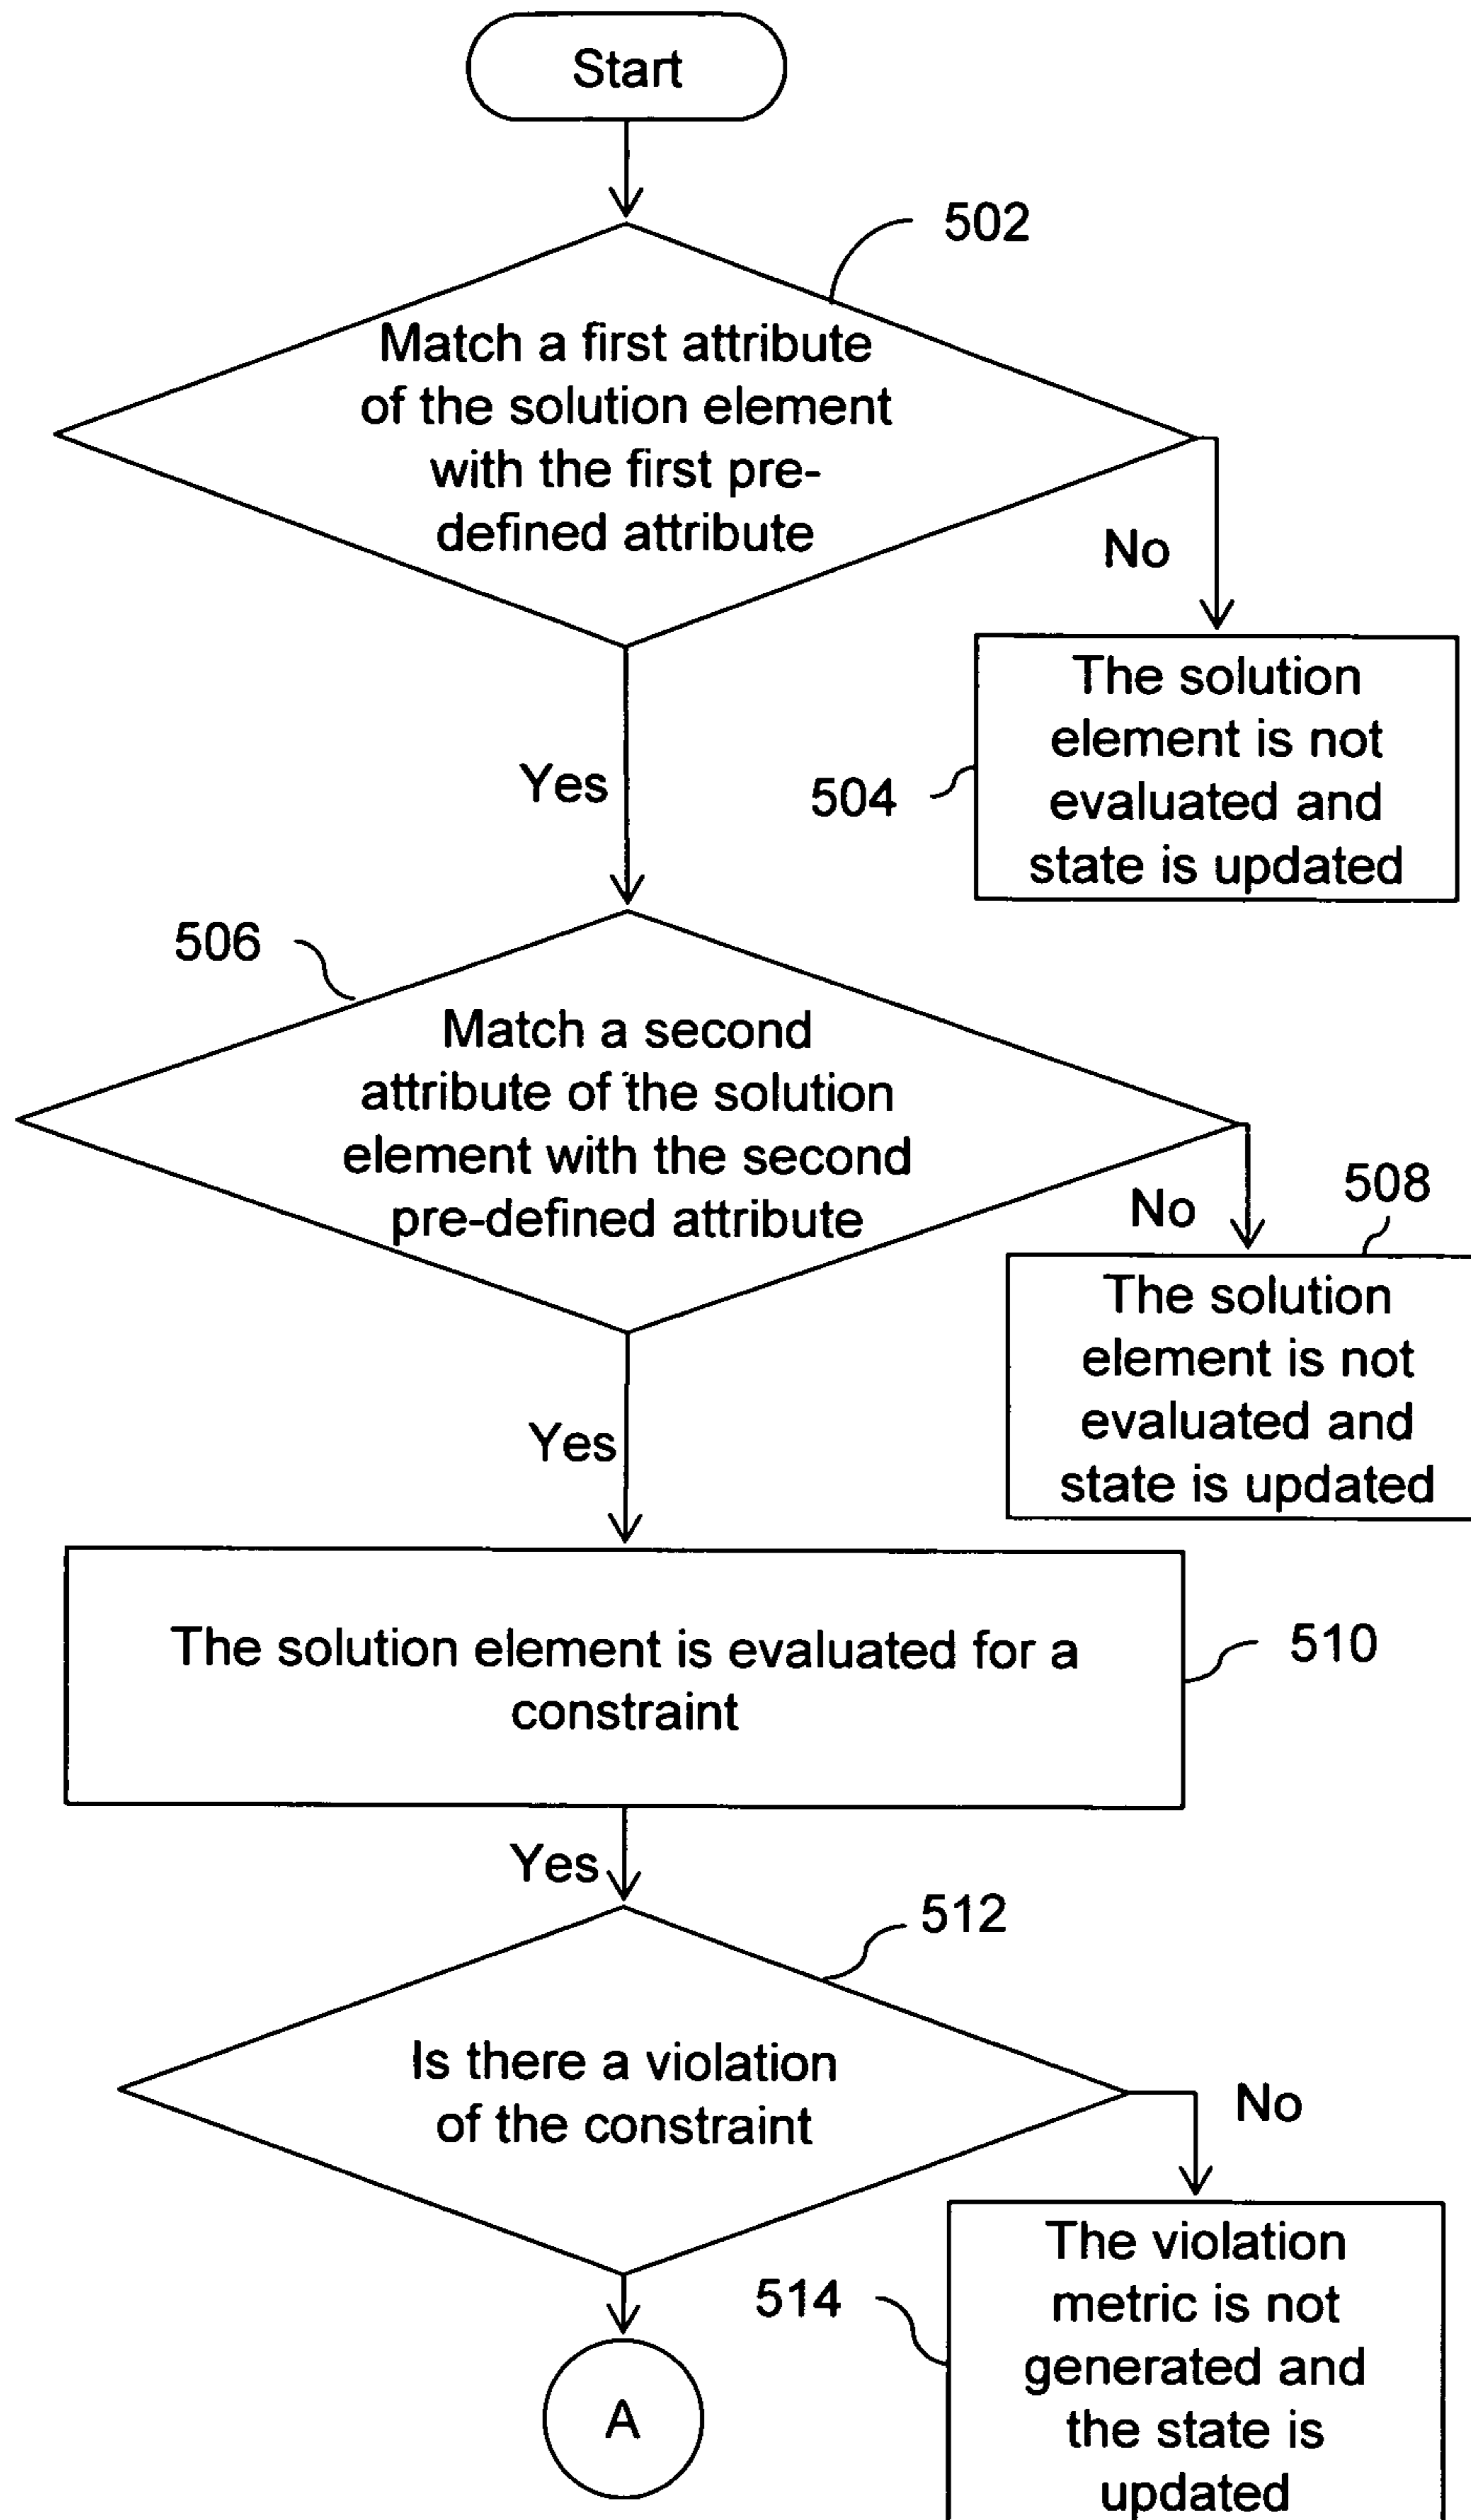 Start
502
Match a first attribute
of the solution element
with the first pre-
defined attribute
No
The solution
element is not
evaluated and
state is updated
504
Yes
506
Match a second
attribute of the solution
element with the second
pre-defined attribute
No
508
The solution
element is not
evaluated and
state is updated
Yes
The solution element is evaluated for a
constraint
510
Yes
512
Is there a violation
of the constraint
No
The violation
metric is not
generated and
the state is
updated
514
A